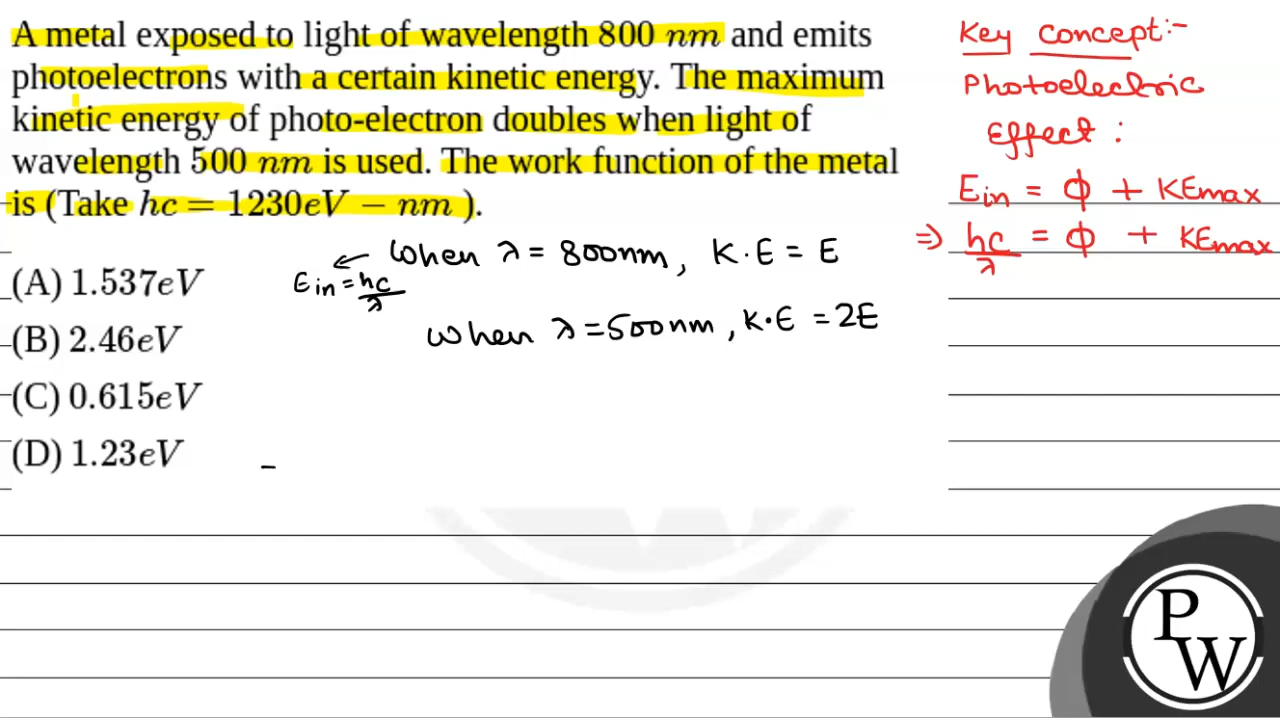 A metal exposed to light of wavelength 800 nm and emits
photoelectrons with a certain kinetic energy. The maximum
kinetic energy of photo-electron doubles when light of
wavelength 500 nm is used. The work function of the metal
is (Take hc = 1230eV − nm ).
(A) 1.537eV
(B) 2.46eV
(C) 0.615eV
(D) 1.23eV
When λ = 800nm, K.E = E
Ein = hc/λ
When λ = 500nm, K.E = 2E
Key concept:-
Photoelectric
Effect :
Ein = ϕ + KEmax
⇒ hc/λ = ϕ + KEmax
P
W